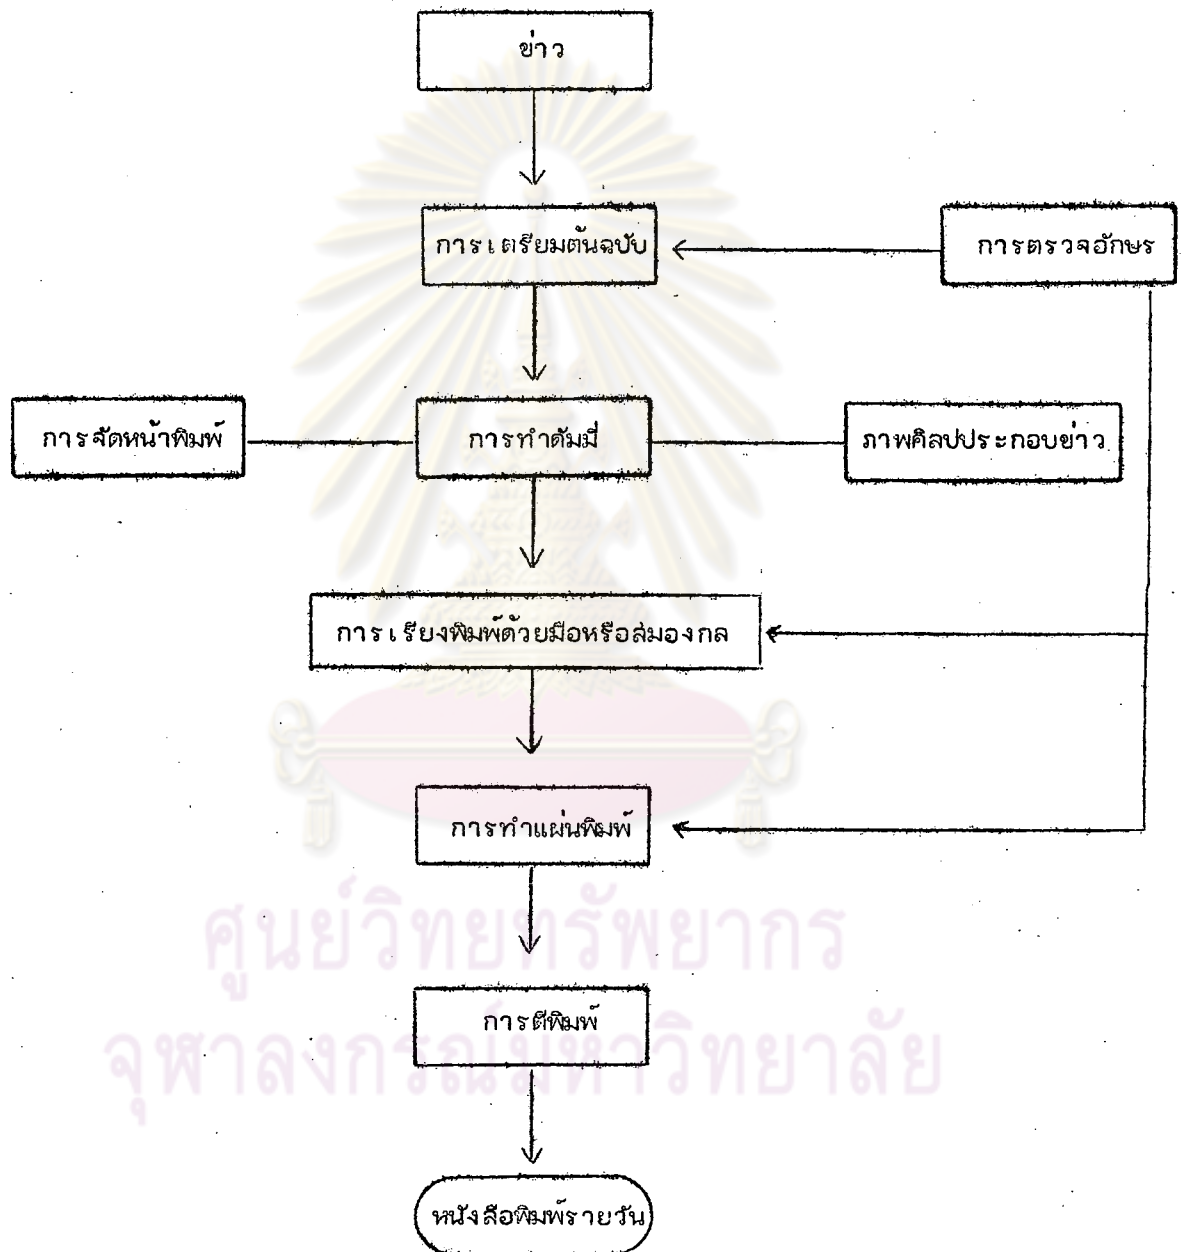 ข่าว
การเตรียมต้นฉบับ
การตรวจอักษร
การจัดหน้าพิมพ์
การทำดัมมี่
ภาพศิลปประกอบข่าว
การเรียงพิมพ์ด้วยมือหรือสมองกล
การทำแผ่นพิมพ์
ศูนย์วิทยทรัพยากร
การตีพิมพ์
จุฬาลงกรณ์มหาวิทยาลัย
หนังสือพิมพ์รายวัน